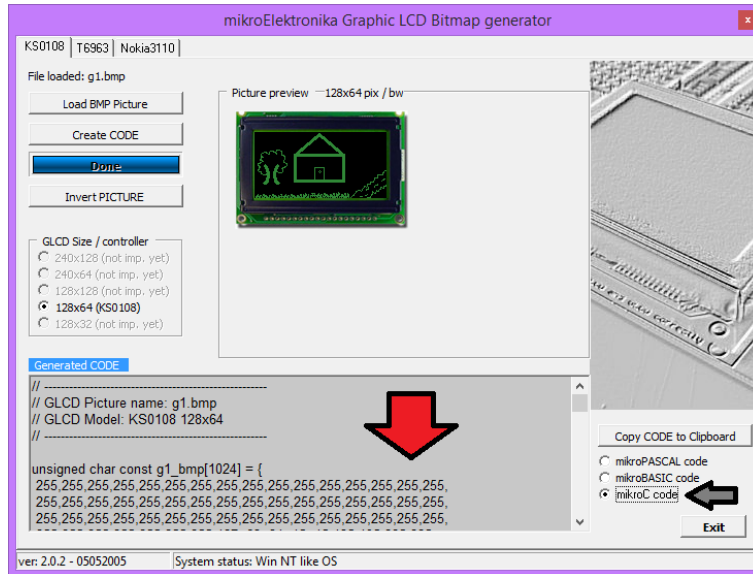 mikroElektronika Graphic LCD Bitmap generator
x
KS0108 T6963 Nokia3110
File loaded: g1.bmp
Load BMP Picture
Create CODE
Done
Invert PICTURE
Picture preview 128x64 pix / bw
GLCD Size / controller
240x128 (not imp. yet)
240x64 (not imp. yet)
128x128 (not imp. yet)
128x64 (KS0108)
128x32 (not imp. yet)
Generated CODE
// -----------------------------------------------------
// GLCD Picture name: g1.bmp
// GLCD Model: KS0108 128x64
// -----------------------------------------------------
unsigned char const g1_bmp[1024] = {
255,255,255,255,255,255,255,255,255,255,255,255,255,255,255,255,
255,255,255,255,255,255,255,255,255,255,255,255,255,255,255,255,
255,255,255,255,255,255,255,255,255,255,255,255,255,255,255,255,
Copy CODE to Clipboard
mikroPASCAL code
mikroBASIC code
mikroC code
Exit
ver: 2.0.2 - 05052005
System status: Win NT like OS